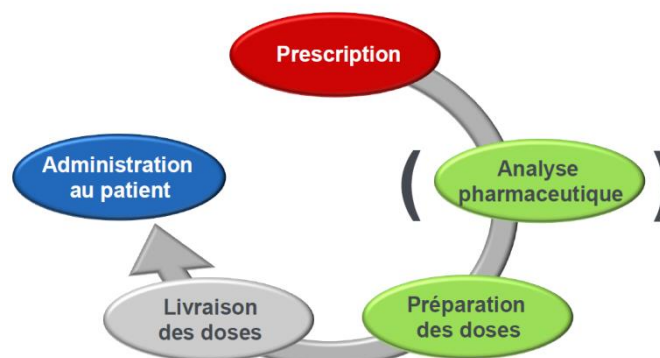 Prescription
Administration
au patient
( Analyse
pharmaceutique )
Préparation
des doses
Livraison
des doses